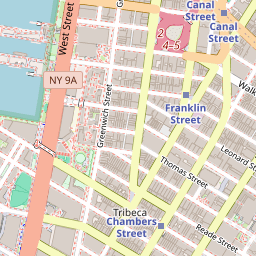 Canal
Street
Canal
Street
West Street
2
4-5
NY 9A
Greenwich Street
Walk
Franklin
Street
Leonard
Thomas Street
Tribeca
Chambers
Street
Reade Street